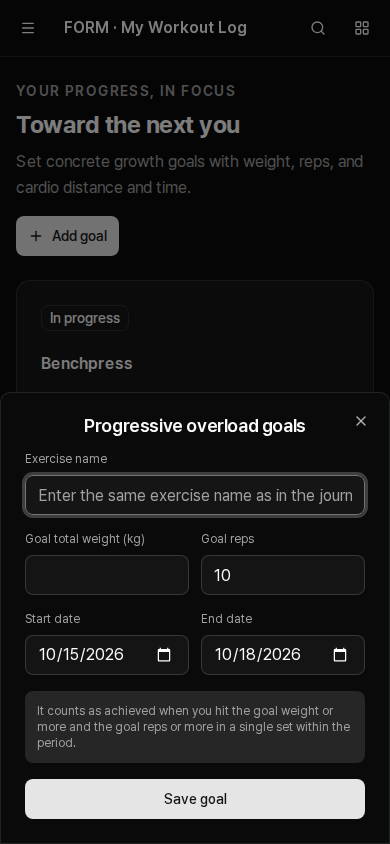 FORM · My Workout Log
YOUR PROGRESS, IN FOCUS
Toward the next you
Set concrete growth goals with weight, reps, and
cardio distance and time.
Add goal
In progress
Benchpress
Progressive overload goals
Exercise name
Enter the same exercise name as in the journ
Goal total weight (kg)
Goal reps
10
Start date
End date
10/15/2026
10/18/2026
It counts as achieved when you hit the goal weight or
more and the goal reps or more in a single set within the
period.
Save goal